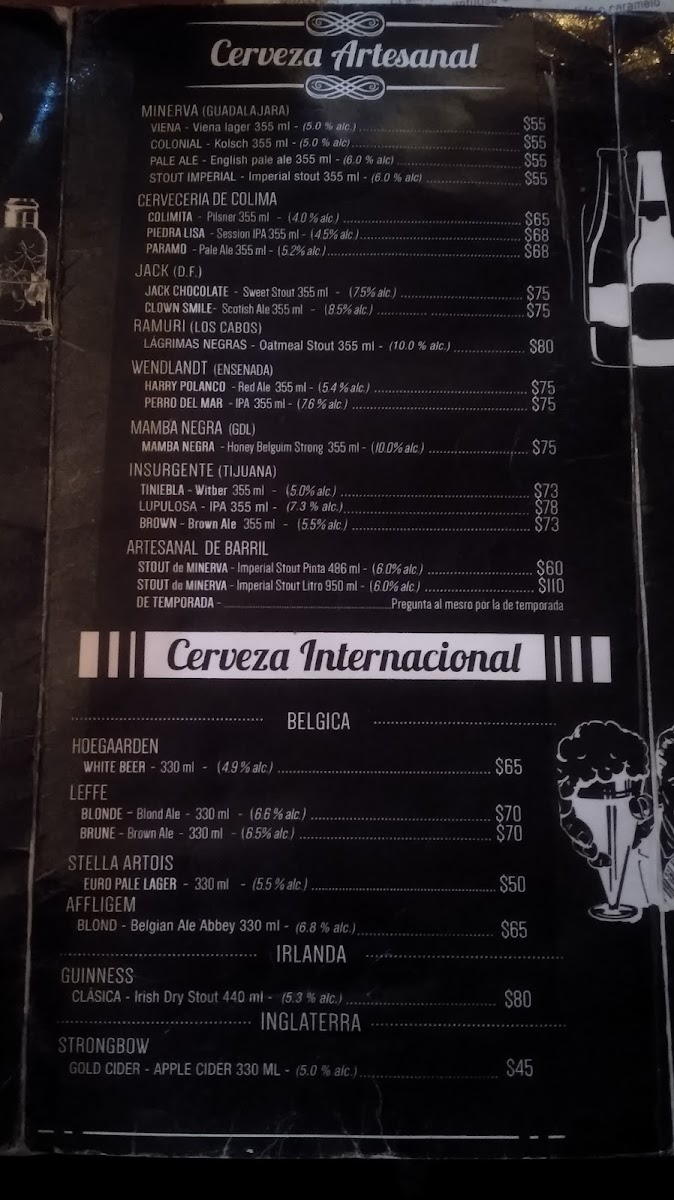 o caramelo
Cerveza Artesanal
MINERVA (GUADALAJARA)
VIENA - Viena lager 355 ml - (5.0 % alc.) $55
COLONIAL - Kolsch 355 ml - (5.0 % alc) $55
PALE ALE - English pale ale 355 ml - (6.0 % alc) $55
STOUT IMPERIAL - Imperial stout 355 ml - (6.0 % alc) $55
CERVECERIA DE COLIMA
COLIMITA - Pilsner 355 ml - (4.0 % alc.) $65
PIEDRA LISA - Session IPA 355 ml - (4.5% alc.) $68
PARAMO - Pale Ale 355 ml - (5.2% alc.) $68
JACK (D.F.)
JACK CHOCOLATE - Sweet Stout 355 ml - (7.5% alc.) $75
CLOWN SMILE- Scotish Ale 355 ml - (8.5% alc.) $75
RAMURI (LOS CABOS)
LÁGRIMAS NEGRAS - Oatmeal Stout 355 ml - (10.0 % alc.) $80
WENDLANDT (ENSENADA)
HARRY POLANCO - Red Ale 355 ml - (5.4 % alc.) $75
PERRO DEL MAR - IPA 355 ml - (7.6 % alc.) $75
MAMBA NEGRA (GDL)
MAMBA NEGRA - Honey Belguim Strong 355 ml - (10.0% alc.) $75
INSURGENTE (TIJUANA)
TINIEBLA - Witber 355 ml - (5.0% alc.) $73
LUPULOSA - IPA 355 ml - (7.3 % alc.) $78
BROWN - Brown Ale 355 ml - (5.5% alc.) $73
ARTESANAL DE BARRIL
STOUT de MINERVA - Imperial Stout Pinta 486 ml - (6.0% alc.) $60
STOUT de MINERVA - Imperial Stout Litro 950 ml - (6.0% alc.) $110
DE TEMPORADA - Pregunta al mesro por la de temporada
Cerveza Internacional
BELGICA
HOEGAARDEN
WHITE BEER - 330 ml - (4.9 % alc.) $65
LEFFE
BLONDE - Blond Ale - 330 ml - (6.6 % alc.) $70
BRUNE - Brown Ale - 330 ml - (6.5% alc.) $70
STELLA ARTOIS
EURO PALE LAGER - 330 ml - (5.5 % alc.) $50
AFFLIGEM
BLOND - Belgian Ale Abbey 330 ml - (6.8 % alc.) $65
IRLANDA
GUINNESS
CLÁSICA - Irish Dry Stout 440 ml - (5.3 % alc.) $80
INGLATERRA
STRONGBOW
GOLD CIDER - APPLE CIDER 330 ML - (5.0 % alc.) $45